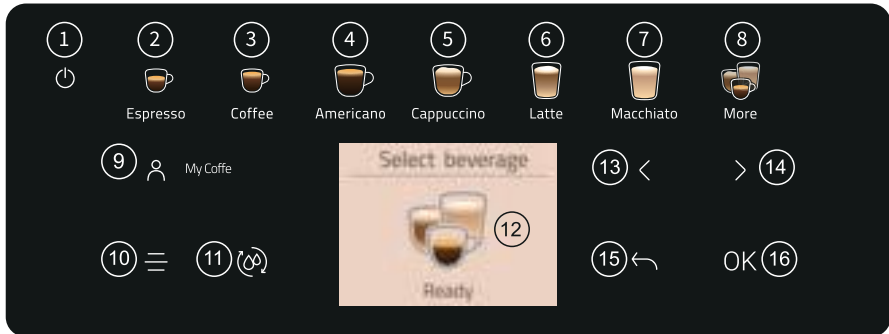 1 2 3 4 5 6 7 8
Espresso Coffee Americano Cappuccino Latte Macchiato More
9 My Coffe
Select beverage
13 < > 14
12
10 11
15 OK 16
Ready